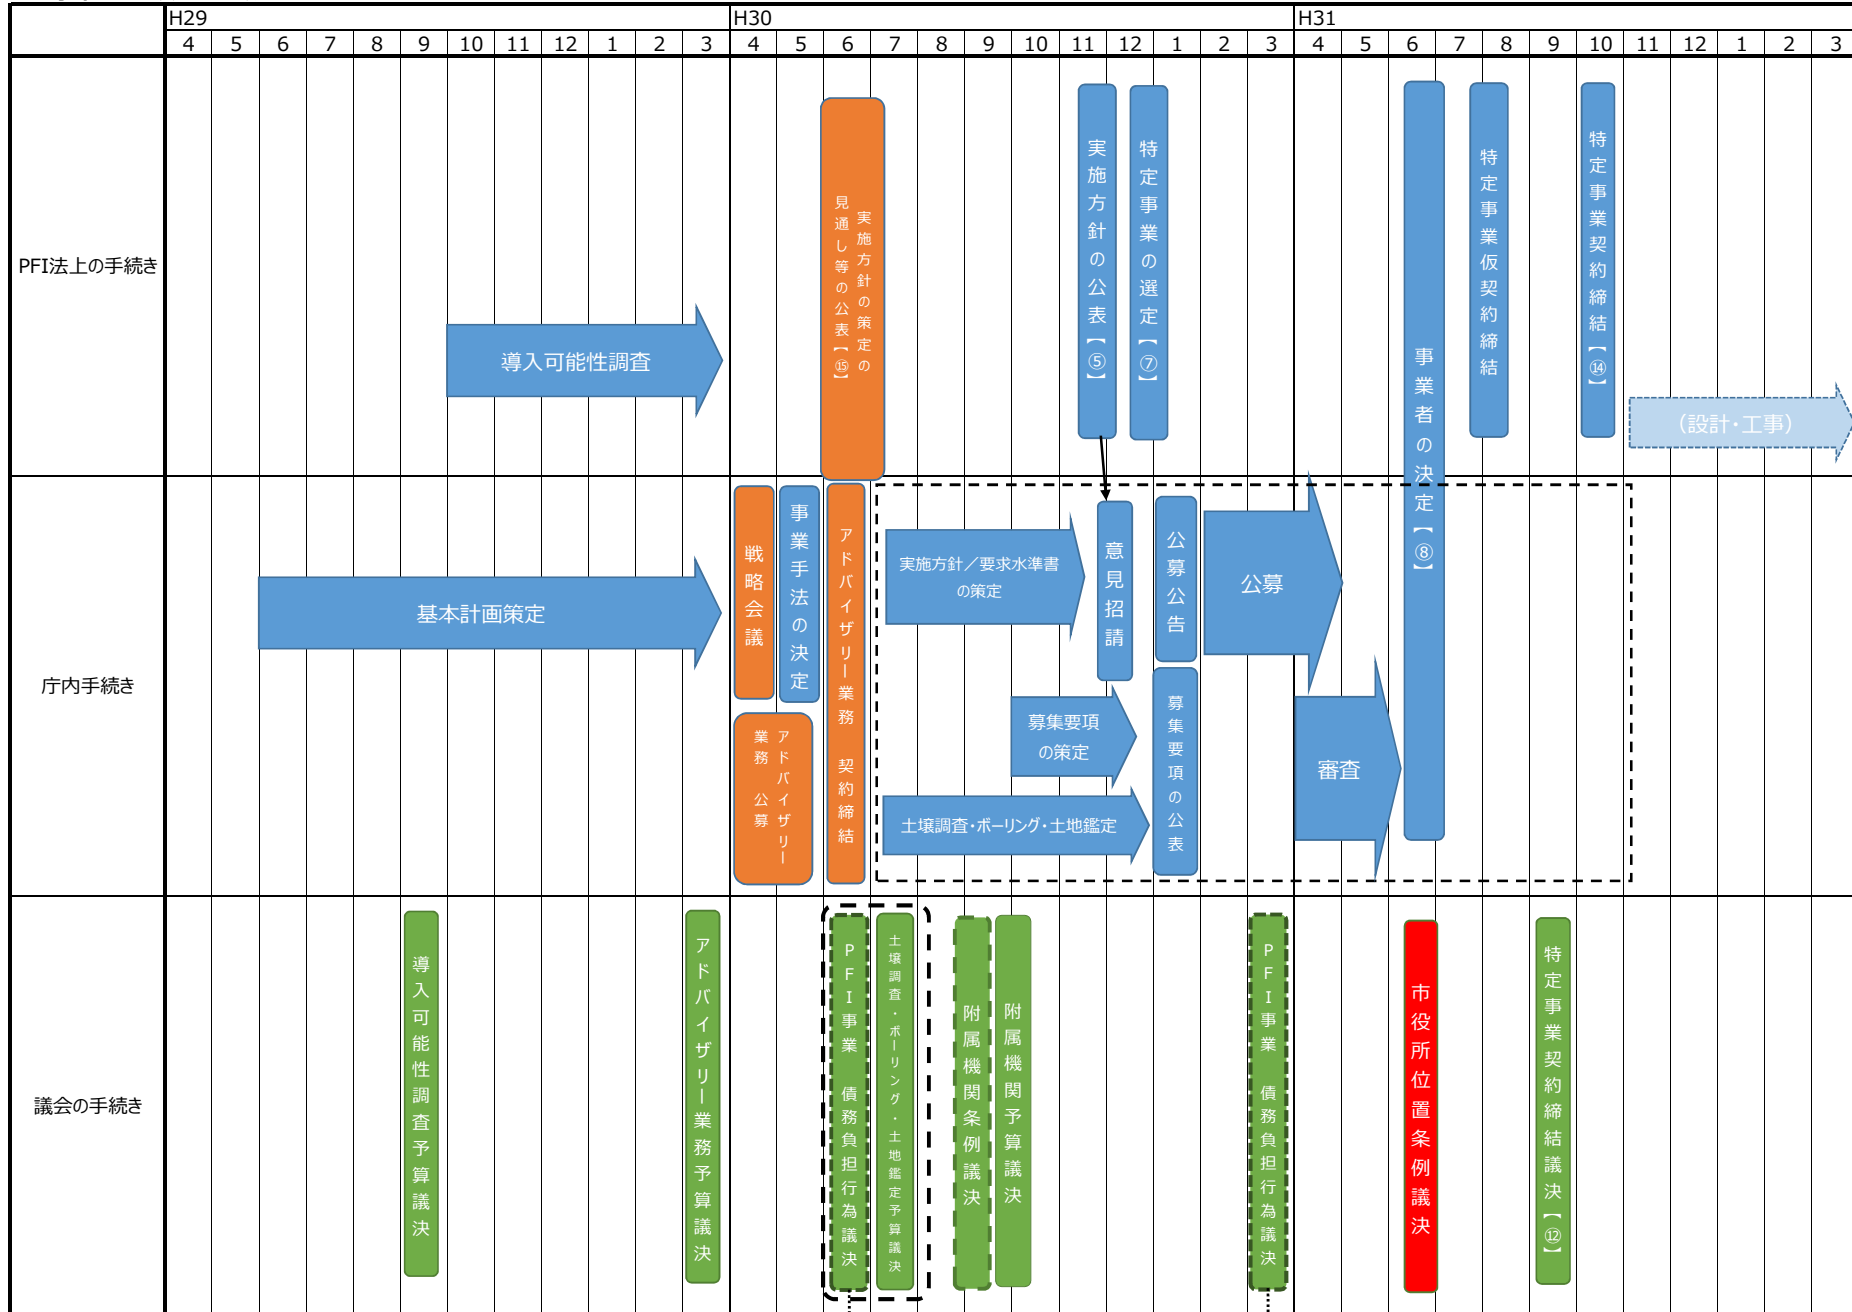 H29 H30 H31
4 5 6 7 8 9 10 11 12 1 2 3 4 5 6 7 8 9 10 11 12 1 2 3 4 5 6 7 8 9 10 11 12 1 2 3
PFI法上の手続き
導入可能性調査
実施方針の策定の
見通し等の公表【⑮】
実施方針の公表【⑤】
特定事業の選定【⑦】
事業者の決定【⑧】
特定事業仮契約締結
特定事業契約締結【⑭】
(設計・工事)
庁内手続き
基本計画策定
戦略会議
事業手法の決定
アドバイザリー
業務 公募
アドバイザリー業務 契約締結
実施方針／要求水準書
の策定
意見招請
公募公告
公募
募集要項
の策定
募集要項の公表
土壌調査・ボーリング・土地鑑定
審査
議会の手続き
導入可能性調査予算議決
アドバイザリー業務予算議決
PFI事業 債務負担行為議決
土壌調査・ボーリング・土地鑑定予算議決
附属機関条例議決
附属機関予算議決
PFI事業 債務負担行為議決
市役所位置条例議決
特定事業契約締結議決【⑫】